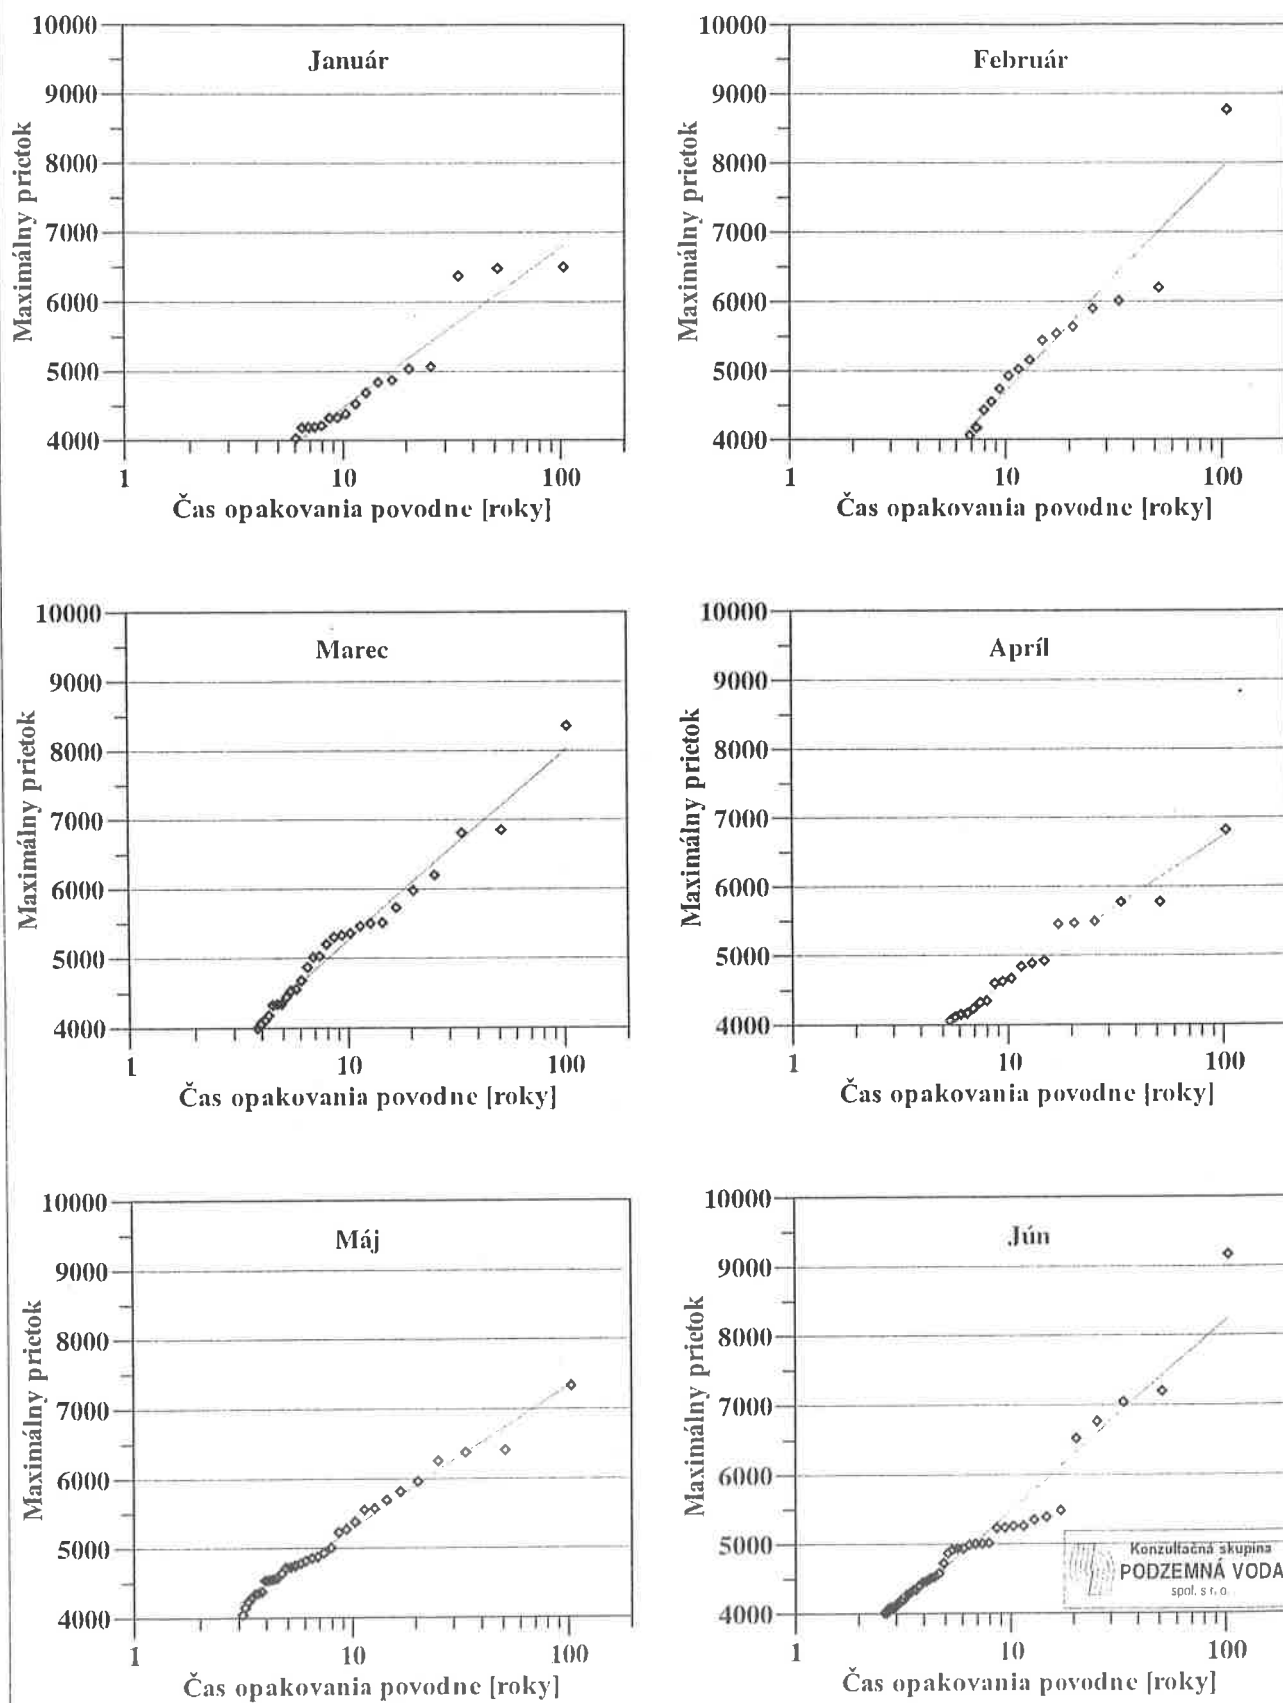 Január
Maximálny prietok
10000
9000
8000
7000
6000
5000
4000
1
10
100
Čas opakovania povodne [roky]
Február
Maximálny prietok
10000
9000
8000
7000
6000
5000
4000
1
10
100
Čas opakovania povodne [roky]
Marec
Maximálny prietok
10000
9000
8000
7000
6000
5000
4000
1
10
100
Čas opakovania povodne [roky]
Apríl
Maximálny prietok
10000
9000
8000
7000
6000
5000
4000
1
10
100
Čas opakovania povodne [roky]
Máj
Maximálny prietok
10000
9000
8000
7000
6000
5000
4000
1
10
100
Čas opakovania povodne [roky]
Jún
Maximálny prietok
10000
9000
8000
7000
6000
5000
4000
1
10
100
Čas opakovania povodne [roky]
Konzultačná skupina
PODZEMNÁ VODA
spol. s r. o.